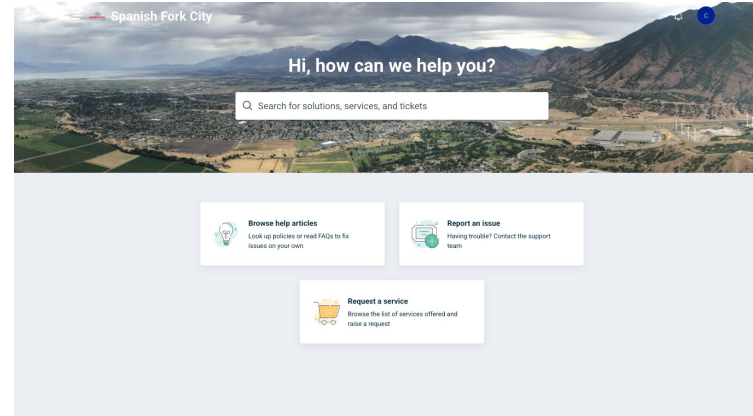 Spanish Fork City
C
Hi, how can we help you?
Search for solutions, services, and tickets
Browse help articles
Look up policies or read FAQs to fix
issues on your own
Report an issue
Having trouble? Contact the support
team
Request a service
Browse the list of services offered and
raise a request